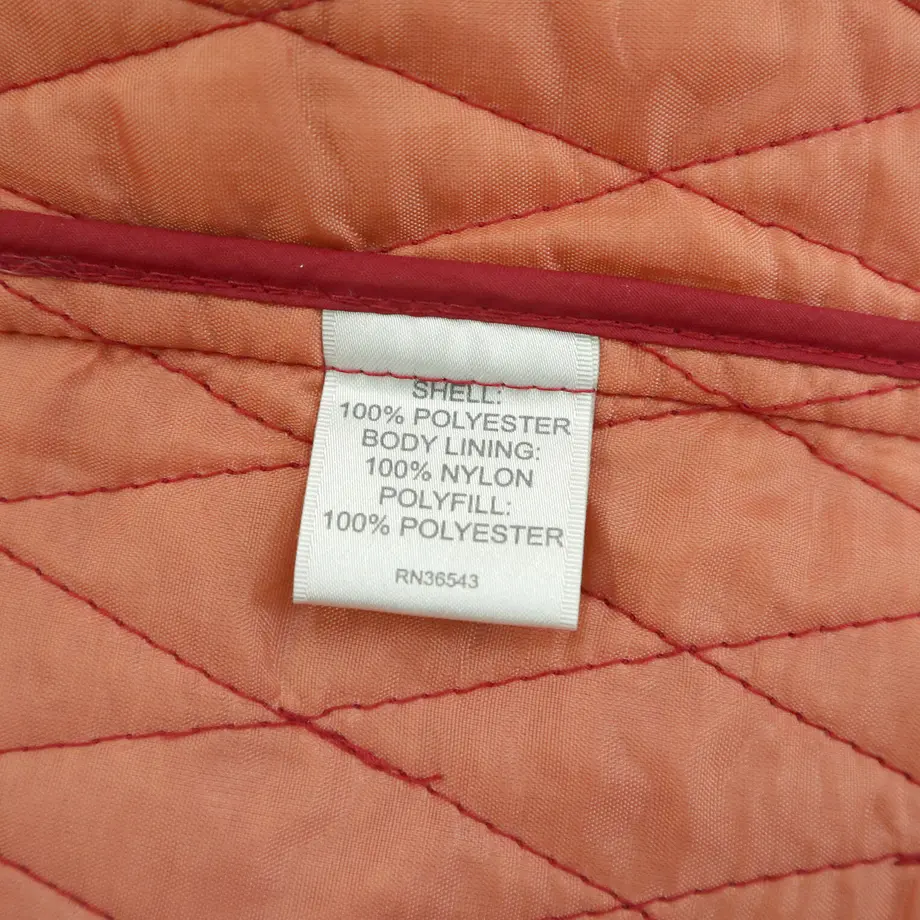 SHELL:
100% POLYESTER
BODY LINING:
100% NYLON
POLYFILL:
100% POLYESTER
RN36543